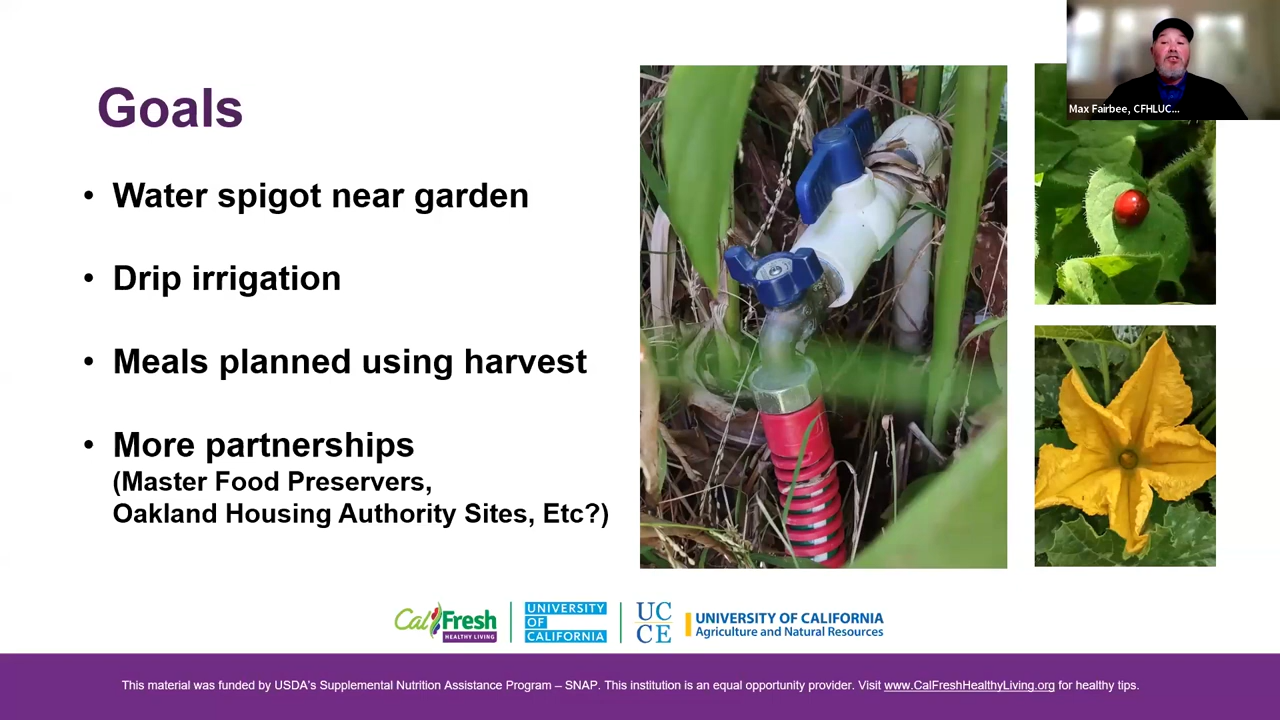 Max Fairbee, CFHLUC...
Goals
• Water spigot near garden
• Drip irrigation
• Meals planned using harvest
• More partnerships
(Master Food Preservers,
Oakland Housing Authority Sites, Etc?)
CalFresh
HEALTHY LIVING
UNIVERSITY
OF
CALIFORNIA
UC
CE
UNIVERSITY OF CALIFORNIA
Agriculture and Natural Resources
This material was funded by USDA's Supplemental Nutrition Assistance Program – SNAP. This institution is an equal opportunity provider. Visit www.CalFreshHealthyLiving.org for healthy tips.